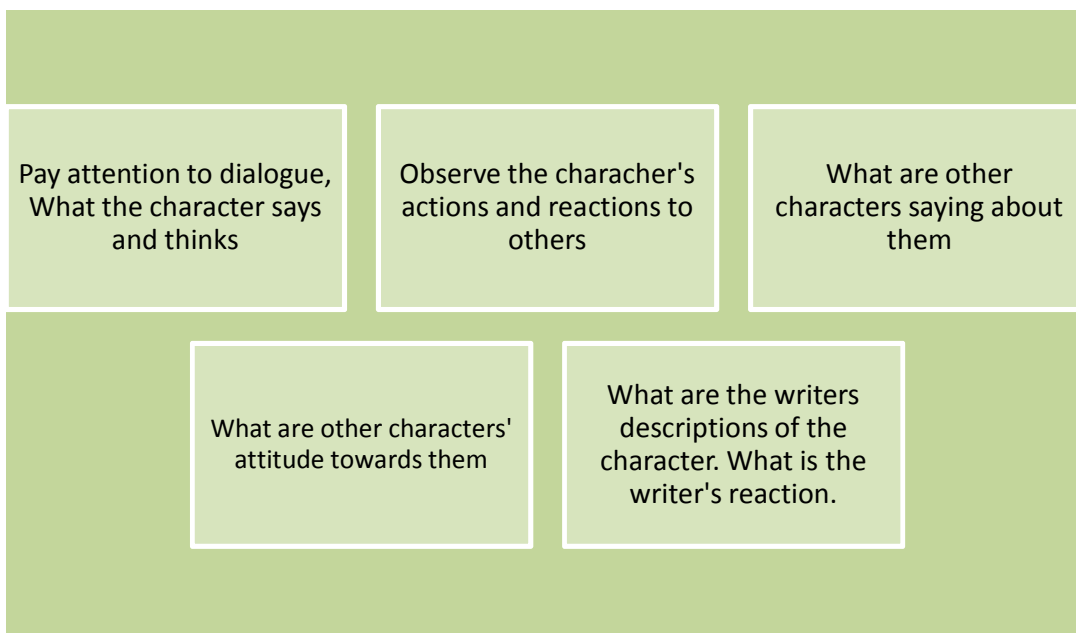 Pay attention to dialogue,
What the character says
and thinks
Observe the characher's
actions and reactions to
others
What are other
characters saying about
them
What are other characters'
attitude towards them
What are the writers
descriptions of the
character. What is the
writer's reaction.